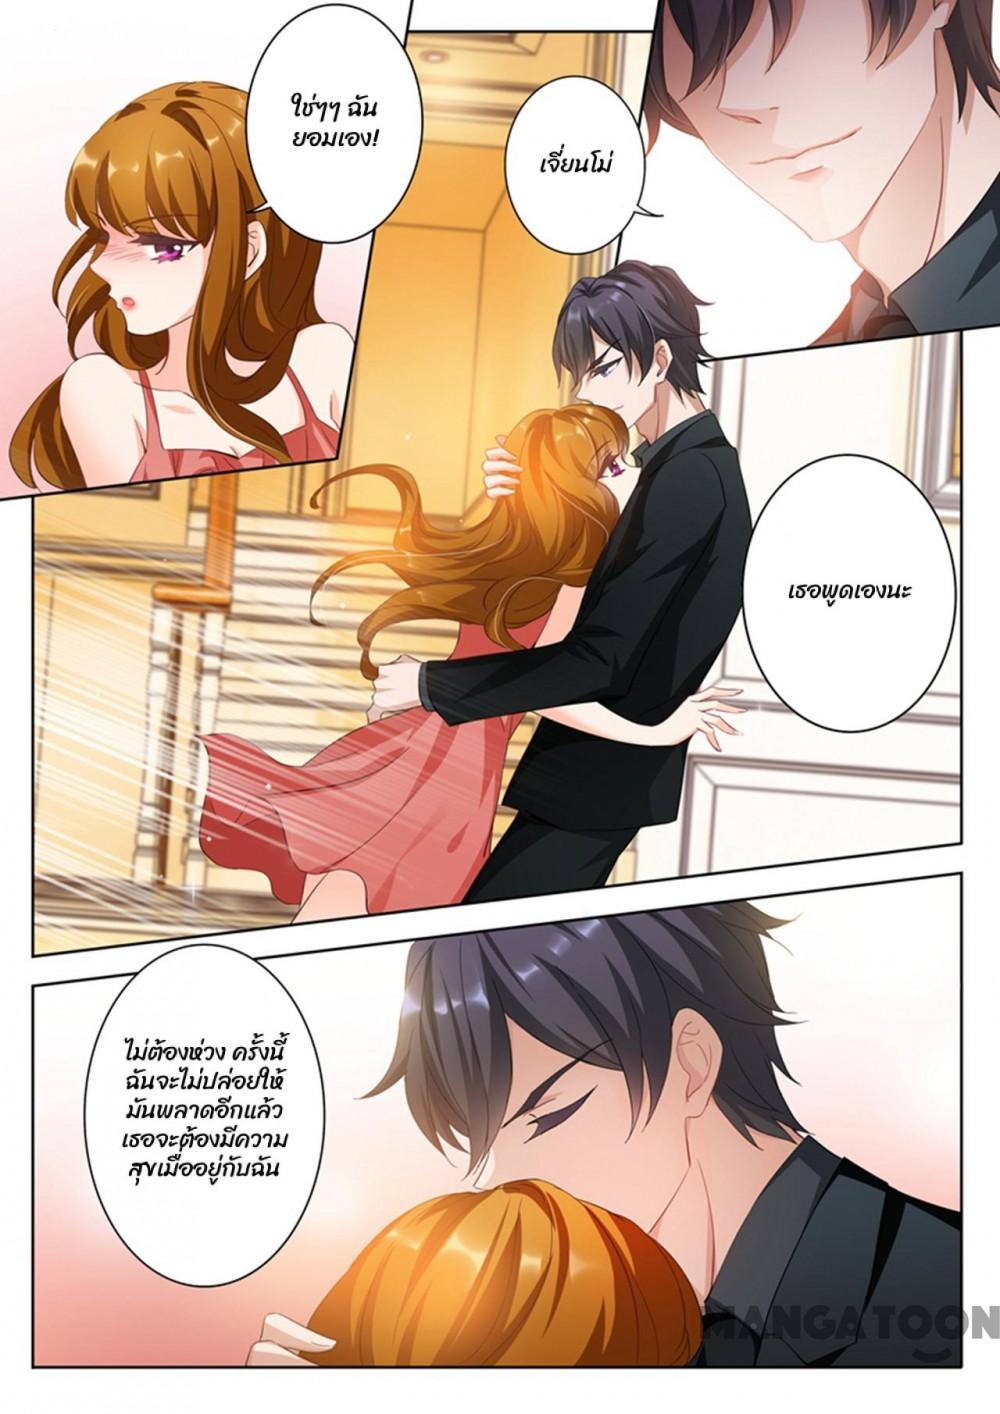 ใช่ๆๆ ฉัน
ยอมเอง!
เจี่ยนโม่
เธอพูดเองนะ
ไม่ต้องห่วง ครั้งนี้
ฉันจะไม่ปล่อยให้
มันพลาดอีกแล้ว
เธอจะต้องมีความ
สุขเมื่ออยู่กับฉัน
MANGATOON